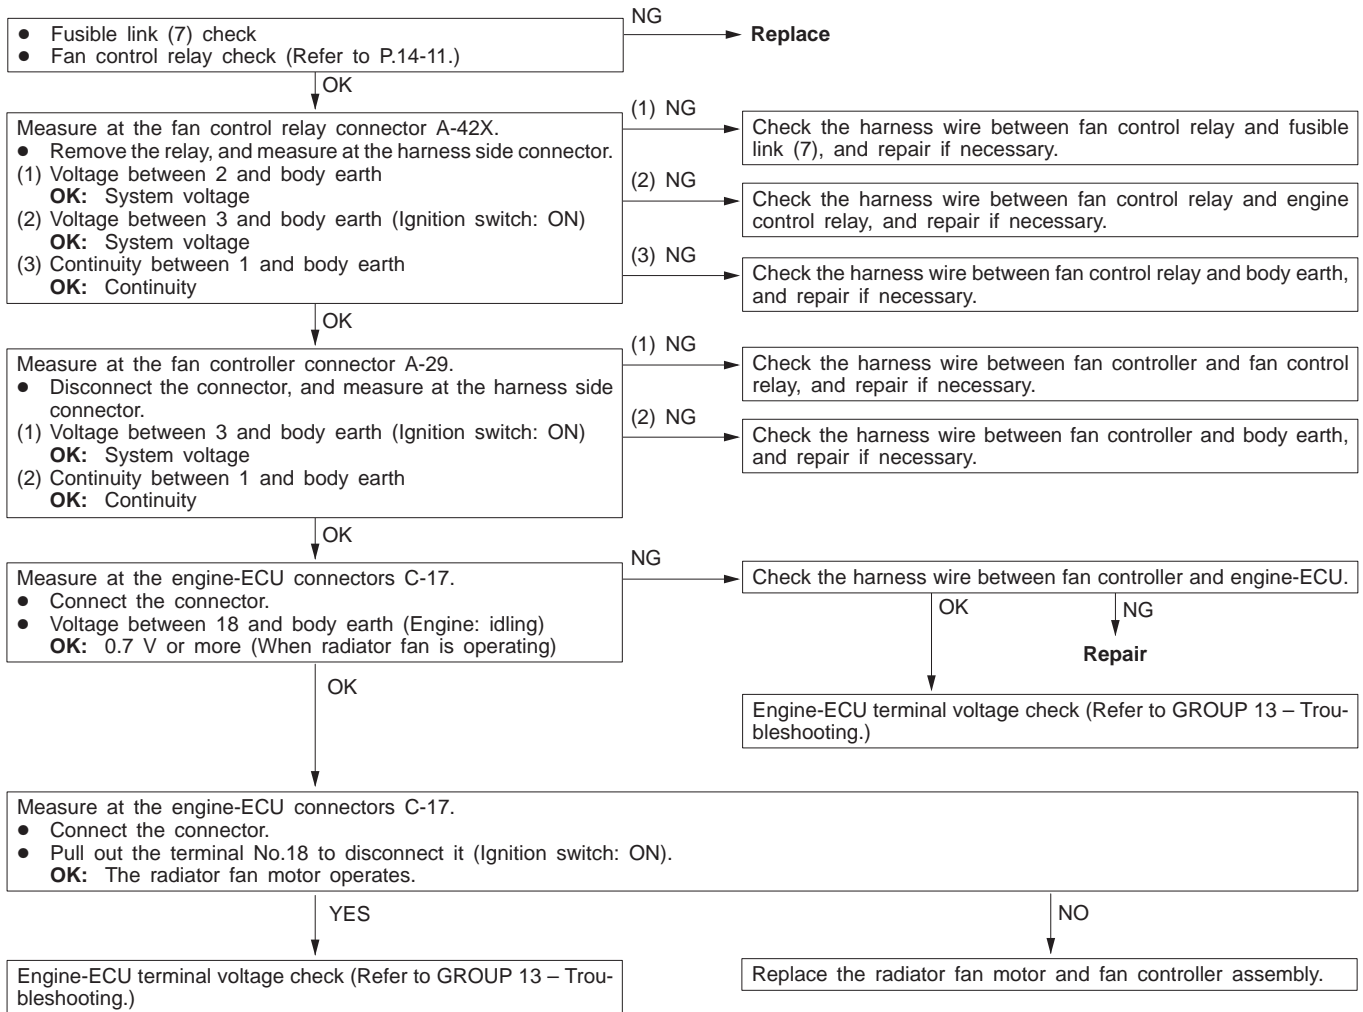 ● Fusible link (7) check
● Fan control relay check (Refer to P.14-11.)
NG
Replace
OK
Measure at the fan control relay connector A-42X.
● Remove the relay, and measure at the harness side connector.
(1) Voltage between 2 and body earth
OK: System voltage
(2) Voltage between 3 and body earth (Ignition switch: ON)
OK: System voltage
(3) Continuity between 1 and body earth
OK: Continuity
(1) NG
Check the harness wire between fan control relay and fusible
link (7), and repair if necessary.
(2) NG
Check the harness wire between fan control relay and engine
control relay, and repair if necessary.
(3) NG
Check the harness wire between fan control relay and body earth,
and repair if necessary.
OK
Measure at the fan controller connector A-29.
● Disconnect the connector, and measure at the harness side
connector.
(1) Voltage between 3 and body earth (Ignition switch: ON)
OK: System voltage
(2) Continuity between 1 and body earth
OK: Continuity
(1) NG
Check the harness wire between fan controller and fan control
relay, and repair if necessary.
(2) NG
Check the harness wire between fan controller and body earth,
and repair if necessary.
OK
Measure at the engine-ECU connectors C-17.
● Connect the connector.
● Voltage between 18 and body earth (Engine: idling)
OK: 0.7 V or more (When radiator fan is operating)
NG
Check the harness wire between fan controller and engine-ECU.
OK
NG
Repair
Engine-ECU terminal voltage check (Refer to GROUP 13 – Trou-
bleshooting.)
OK
Measure at the engine-ECU connectors C-17.
● Connect the connector.
● Pull out the terminal No.18 to disconnect it (Ignition switch: ON).
OK: The radiator fan motor operates.
YES
Engine-ECU terminal voltage check (Refer to GROUP 13 – Trou-
bleshooting.)
NO
Replace the radiator fan motor and fan controller assembly.